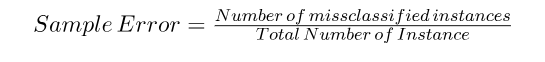 Sample Error = Number of missclassified instances / Total Number of Instance